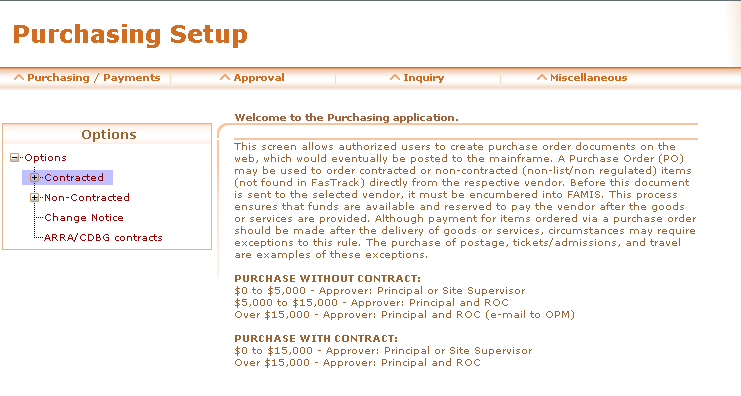 Purchasing Setup
Purchasing / Payments
Approval
Inquiry
Miscellaneous
Options
Options
Contracted
Non-Contracted
Change Notice
ARRA/CDBG contracts
Welcome to the Purchasing application.
This screen allows authorized users to create purchase order documents on the
web, which would eventually be posted to the mainframe. A Purchase Order (PO)
may be used to order contracted or non-contracted (non-list/non regulated) items
(not found in FasTrack) directly from the respective vendor. Before this document
is sent to the selected vendor, it must be encumbered into FAMIS. This process
ensures that funds are available and reserved to pay the vendor after the goods
or services are provided. Although payment for items ordered via a purchase order
should be made after the delivery of goods or services, circumstances may require
exceptions to this rule. The purchase of postage, tickets/admissions, and travel
are examples of these exceptions.
PURCHASE WITHOUT CONTRACT:
$0 to $5,000 - Approver: Principal or Site Supervisor
$5,000 to $15,000 - Approver: Principal and ROC
Over $15,000 - Approver: Principal and ROC (e-mail to OPM)
PURCHASE WITH CONTRACT:
$0 to $15,000 - Approver: Principal or Site Supervisor
Over $15,000 - Approver: Principal and ROC